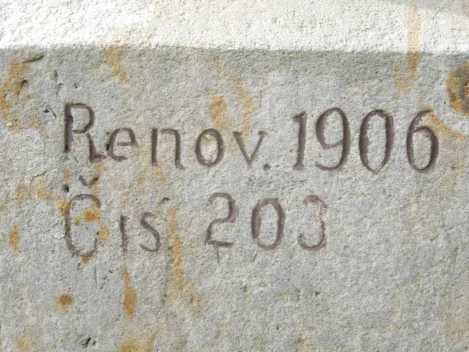 Renov. 1906
Čis. 203